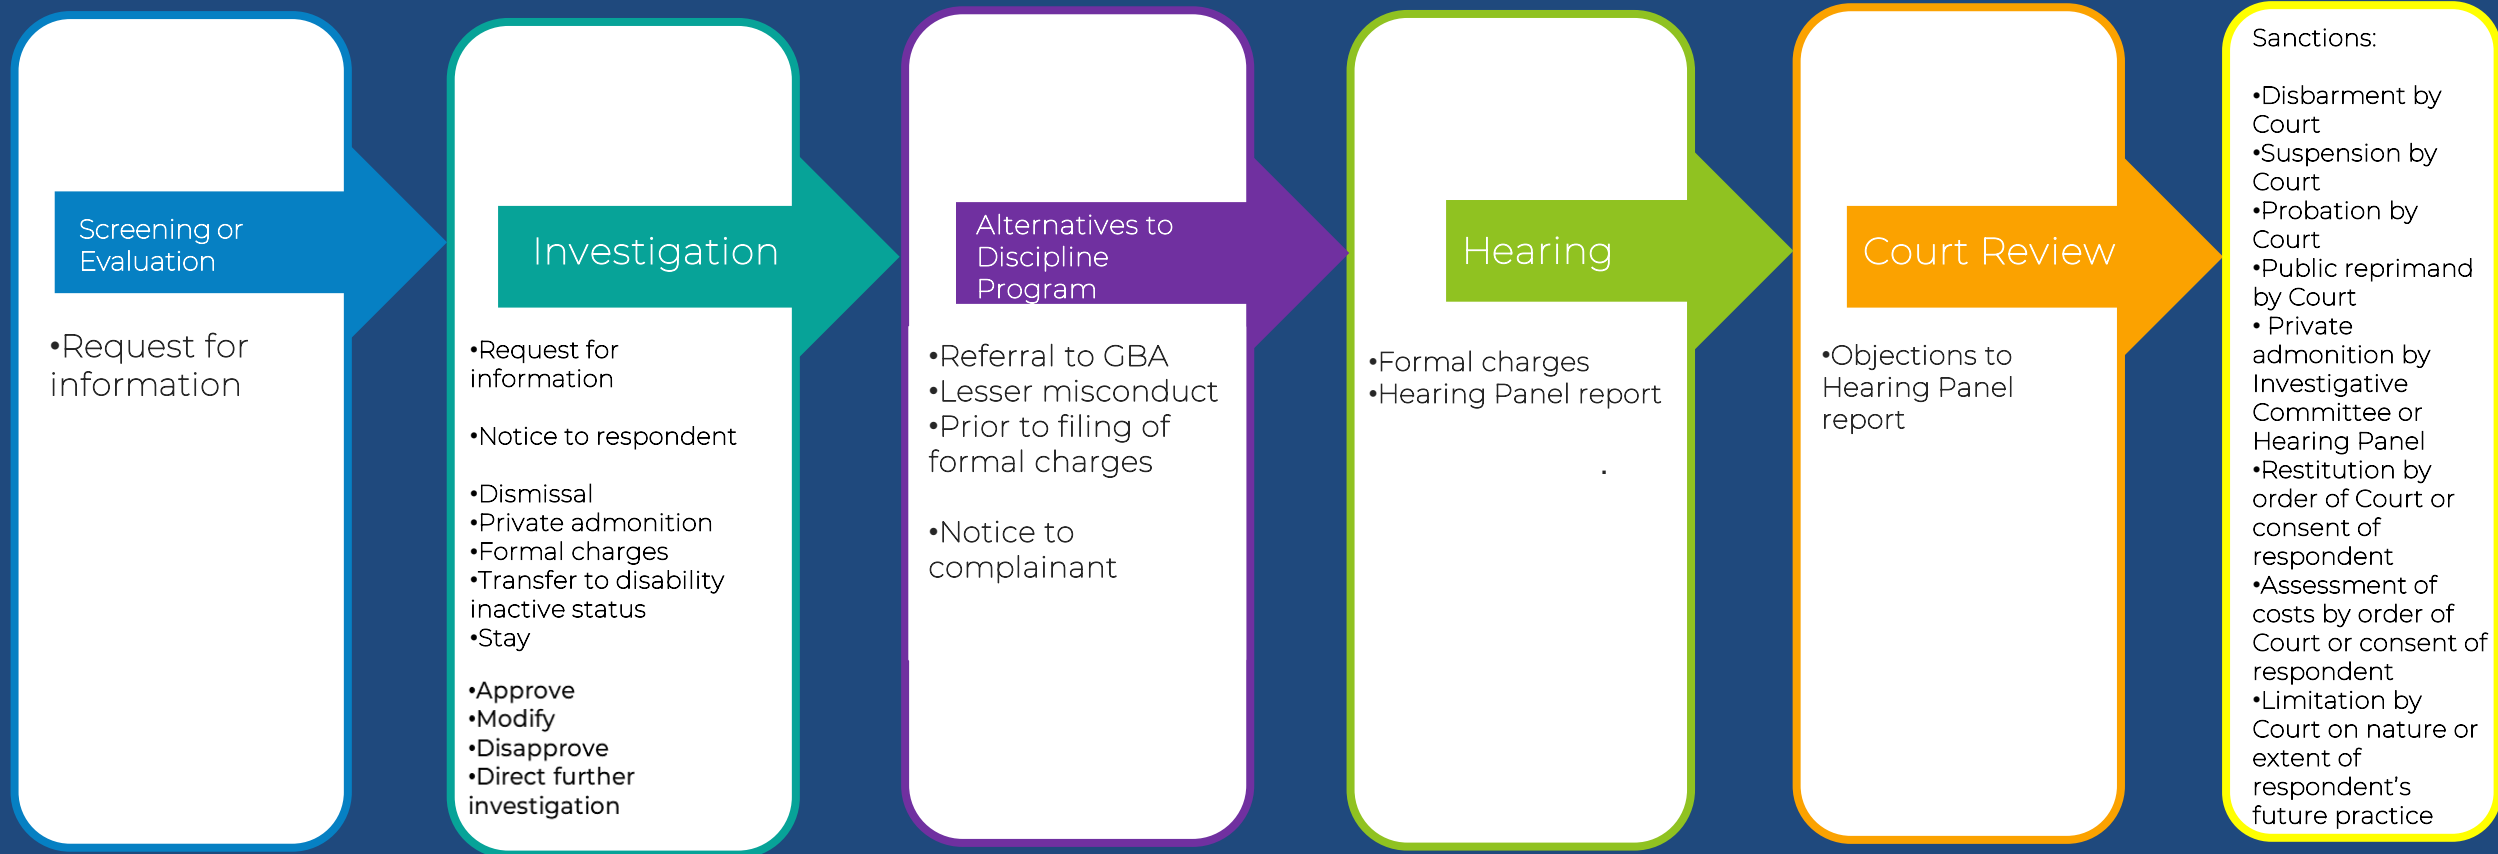 Screening or
Evaluation
•Request for
information
Investigation
•Request for
information
•Notice to respondent
•Dismissal
•Private admonition
•Formal charges
•Transfer to disability
inactive status
•Stay
•Approve
•Modify
•Disapprove
•Direct further
investigation
Alternatives to
Discipline
Program
•Referral to GBA
•Lesser misconduct
•Prior to filing of
formal charges
•Notice to
complainant
Hearing
•Formal charges
•Hearing Panel report
.
Court Review
•Objections to
Hearing Panel
report
Sanctions:
•Disbarment by
Court
•Suspension by
Court
•Probation by
Court
•Public reprimand
by Court
• Private
admonition by
Investigative
Committee or
Hearing Panel
•Restitution by
order of Court or
consent of
respondent
•Assessment of
costs by order of
Court or consent of
respondent
•Limitation by
Court on nature or
extent of
respondent’s
future practice